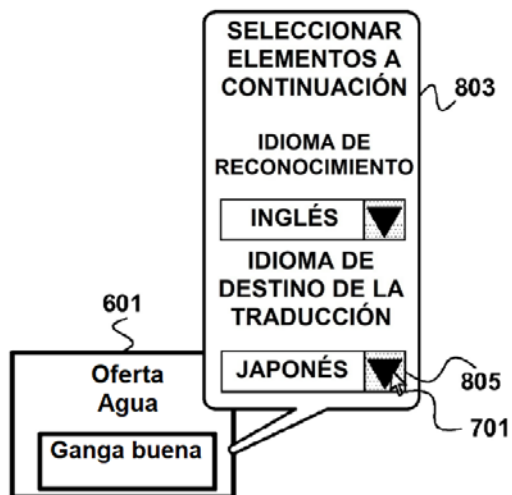 SELECCIONAR
ELEMENTOS A
CONTINUACIÓN
803
IDIOMA DE
RECONOCIMIENTO
INGLÉS
IDIOMA DE
DESTINO DE LA
TRADUCCIÓN
601
JAPONÉS
805
701
Oferta
Agua
Ganga buena